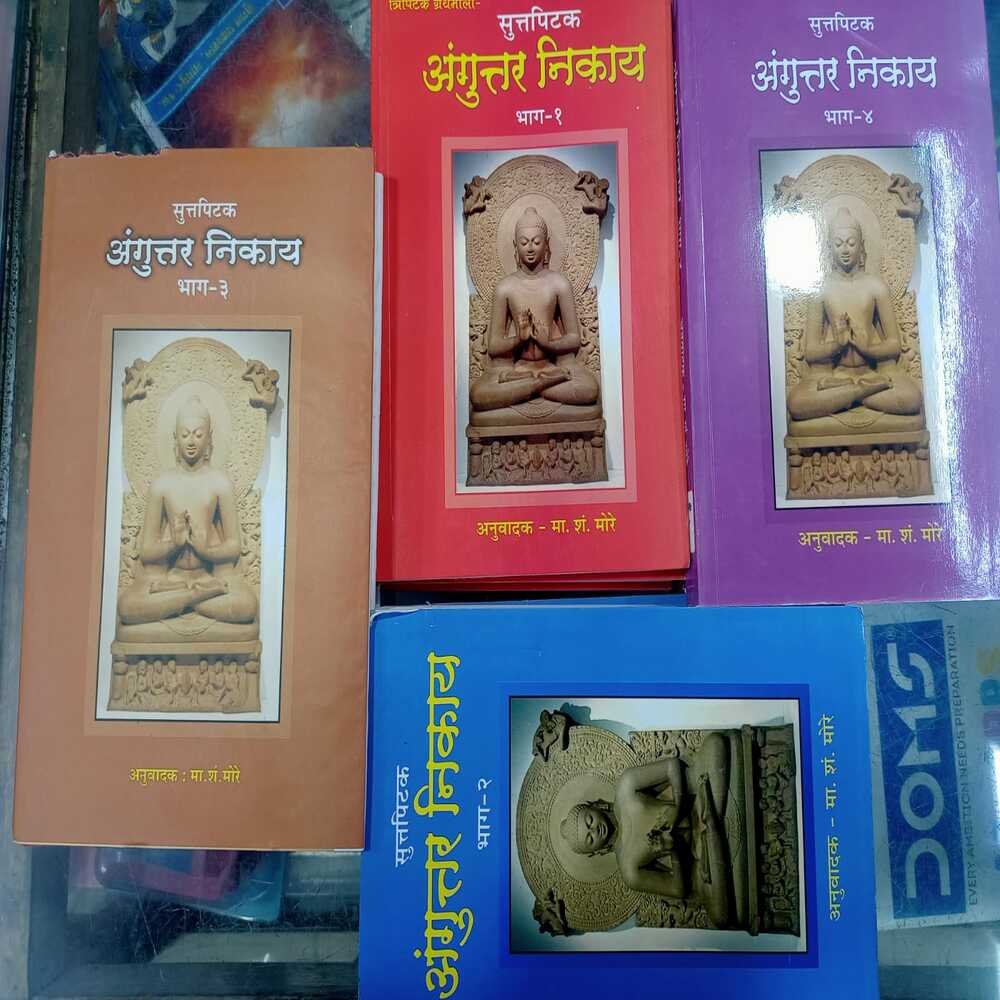 त्रिपिटक ग्रंथमाला-
सुत्तपिटक
अंगुत्तर निकाय
भाग-१
अनुवादक - मा. शं. मोरे
सुत्तपिटक
अंगुत्तर निकाय
भाग-४
अनुवादक - मा. शं. मोरे
सुत्तपिटक
अंगुत्तर निकाय
भाग-३
अनुवादक : मा.शं.मोरे
सुत्तपिटक
अंगुत्तर निकाय
भाग-२
अनुवादक - मा. शं. मोरे
DOMS
EVERY AMBITION NEEDS PREPARATION